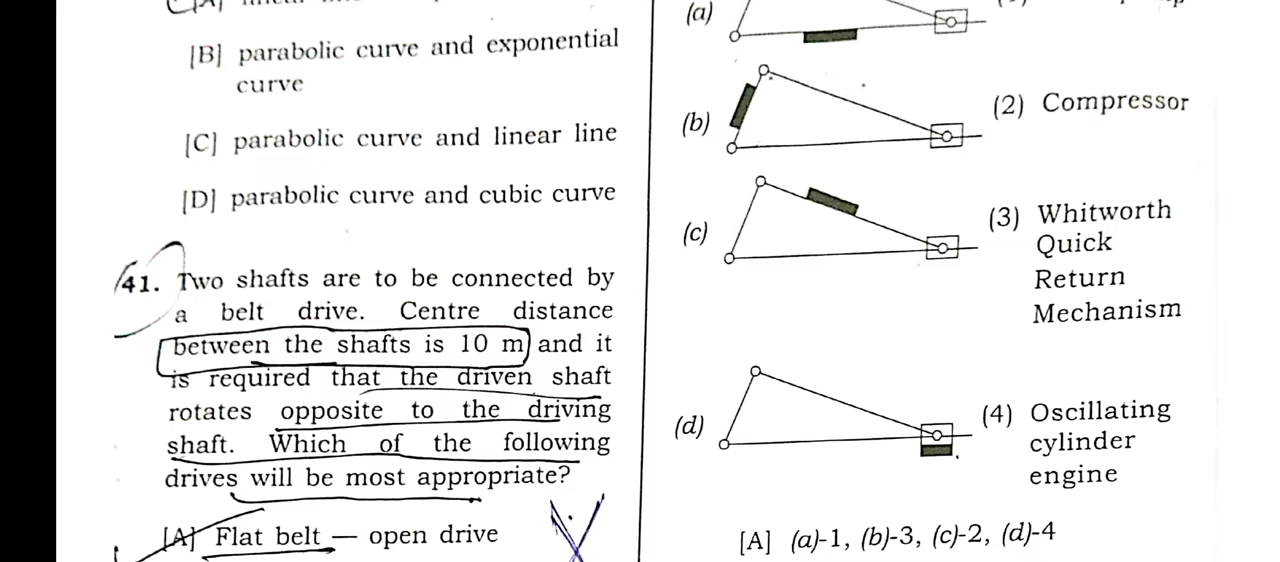 [B] parabolic curve and exponential
curve
[C] parabolic curve and linear line
[D] parabolic curve and cubic curve
41. Two shafts are to be connected by
a belt drive. Centre distance
between the shafts is 10 m and it
is required that the driven shaft
rotates opposite to the driving
shaft. Which of the following
drives will be most appropriate?
[A] Flat belt — open drive
(a)
(b)
(2) Compressor
(c)
(3) Whitworth
Quick
Return
Mechanism
(d)
(4) Oscillating
cylinder
engine
[A] (a)-1, (b)-3, (c)-2, (d)-4